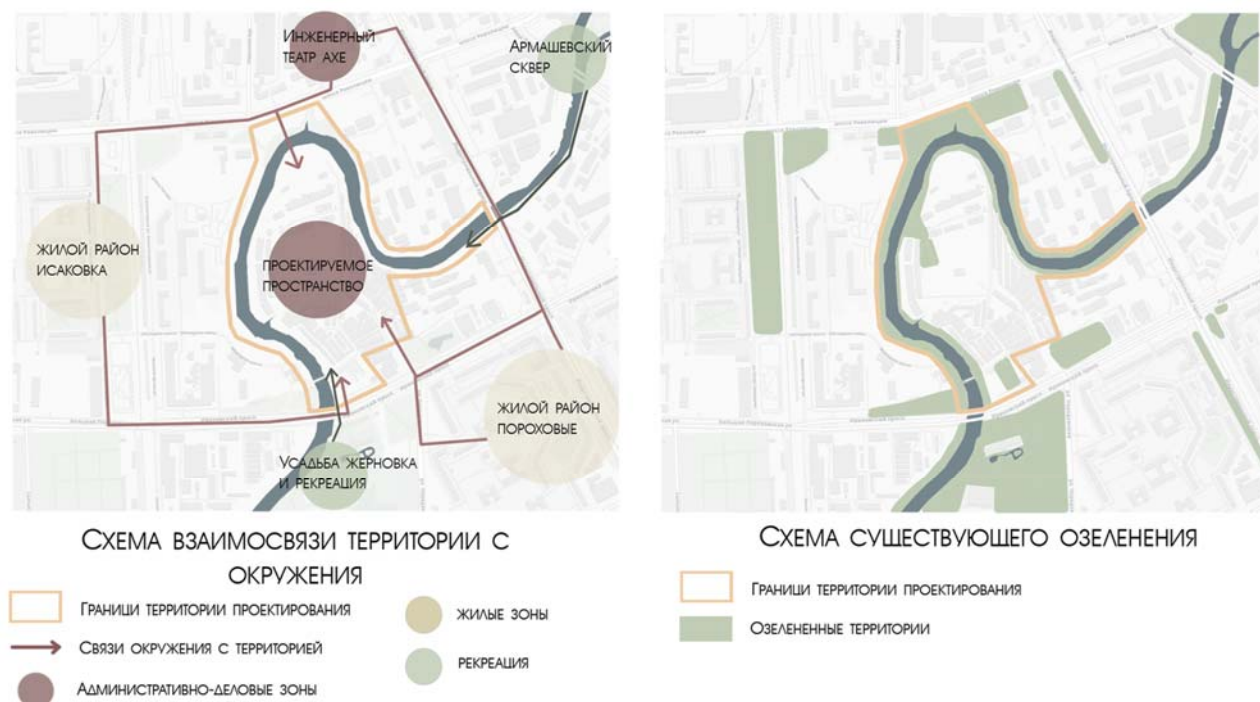 Инженерный
театр АХЕ
Армашевский
сквер
жилой район
Исаковка
проектируемое
пространство
жилой район
Пороховые
Усадьба Жерновка
и рекреация
Схема взаимосвязи территории с
окружения
Граници территории проектирования
Связи окружения с территорией
Административно-деловые зоны
жилые зоны
рекреация
Схема существующего озеленения
Граници территории проектирования
Озелененные территории